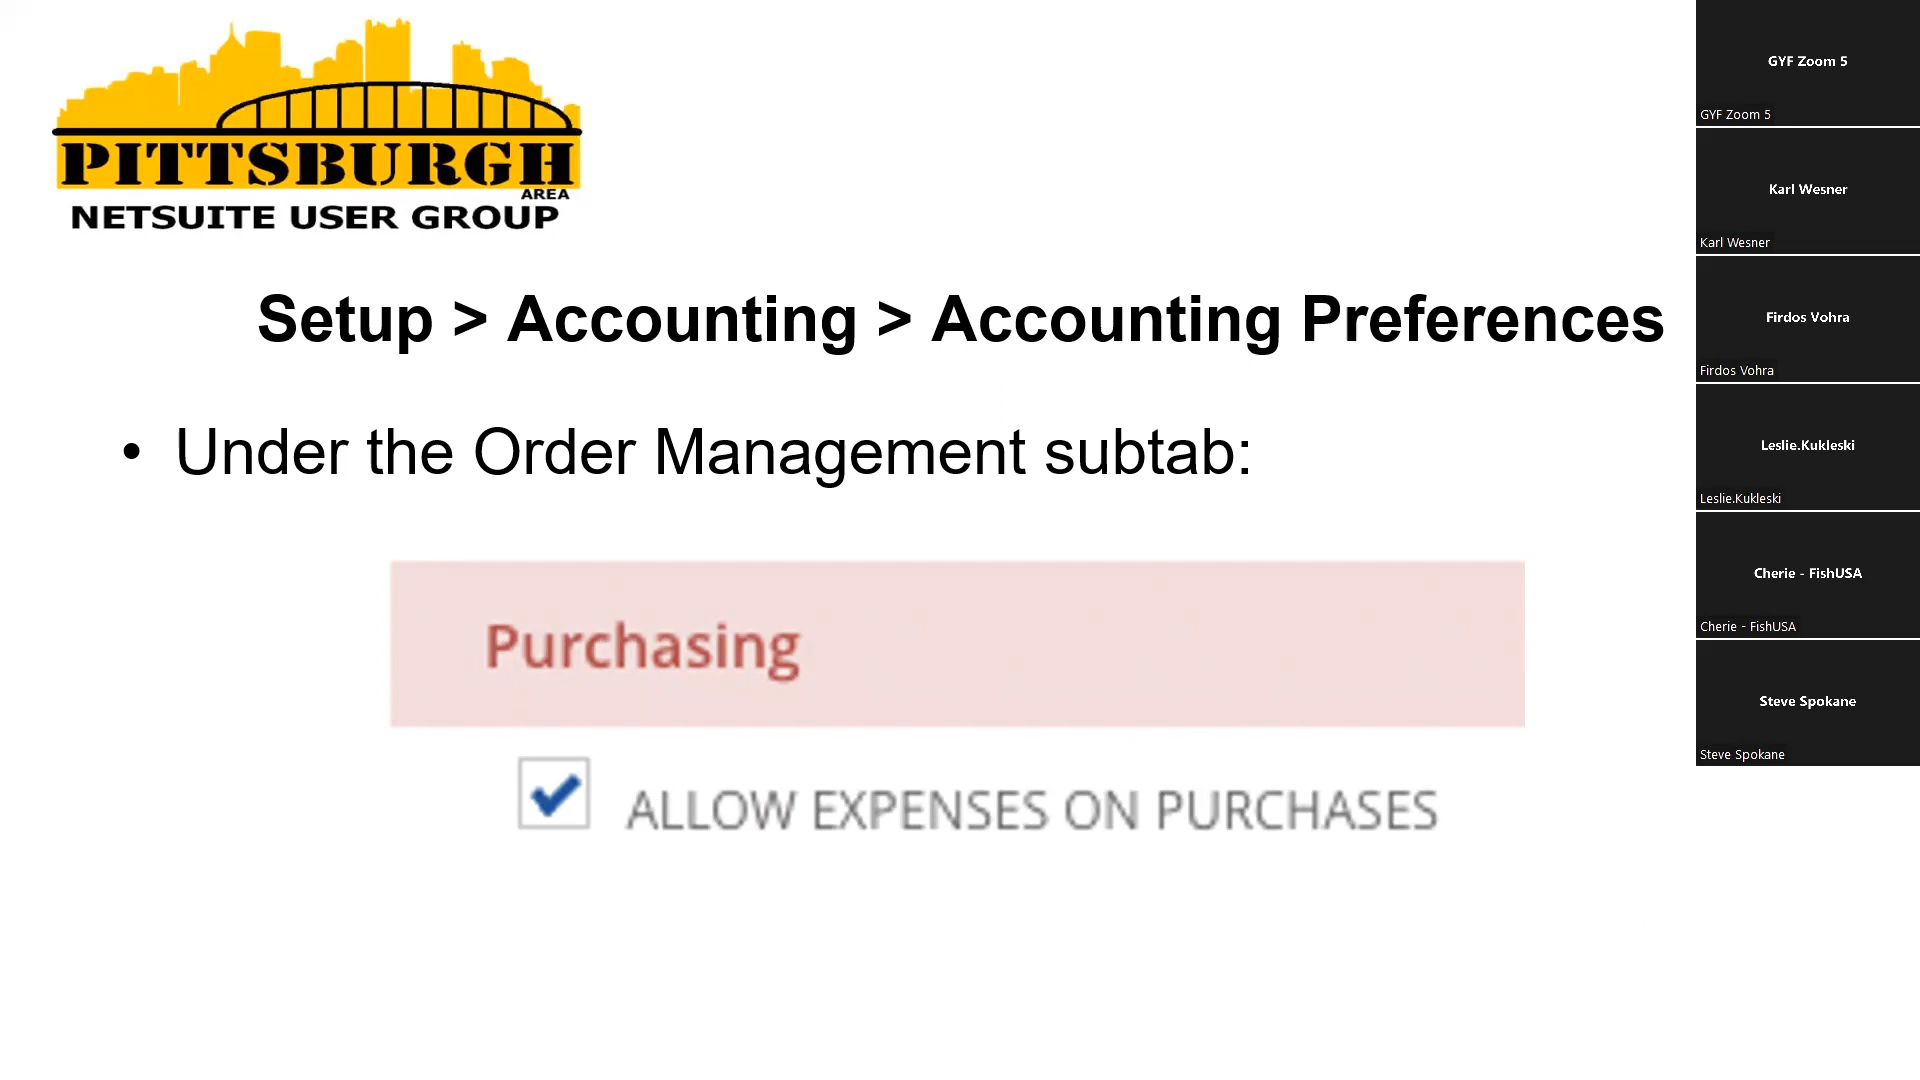 PITTSBURGH
AREA
NETSUITE USER GROUP
Setup > Accounting > Accounting Preferences
• Under the Order Management subtab:
Purchasing
ALLOW EXPENSES ON PURCHASES
GYF Zoom 5
GYF Zoom 5
Karl Wesner
Karl Wesner
Firdos Vohra
Firdos Vohra
Leslie.Kukleski
Leslie.Kukleski
Cherie - FishUSA
Cherie - FishUSA
Steve Spokane
Steve Spokane